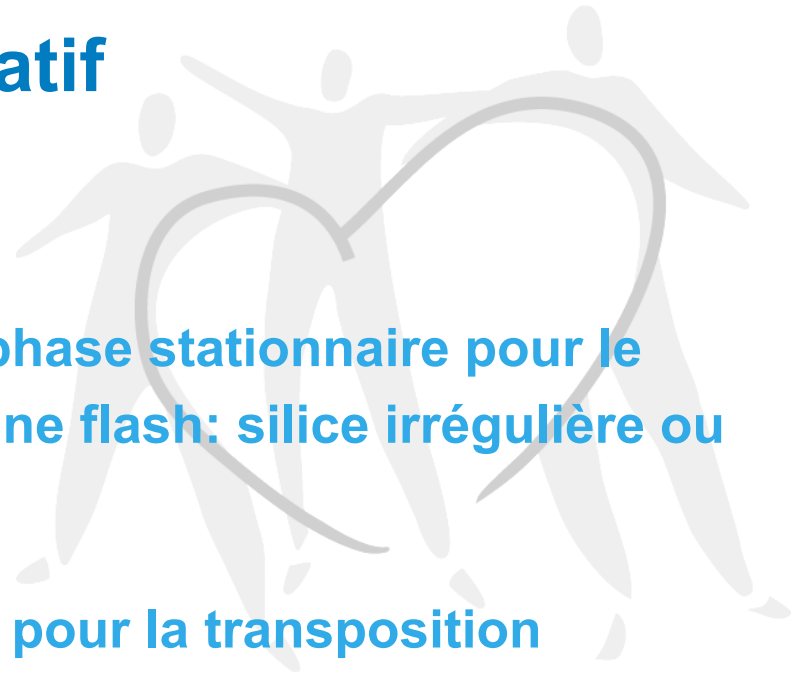 atif
phase stationnaire pour le
ne flash: silice irrégulière ou
pour la transposition